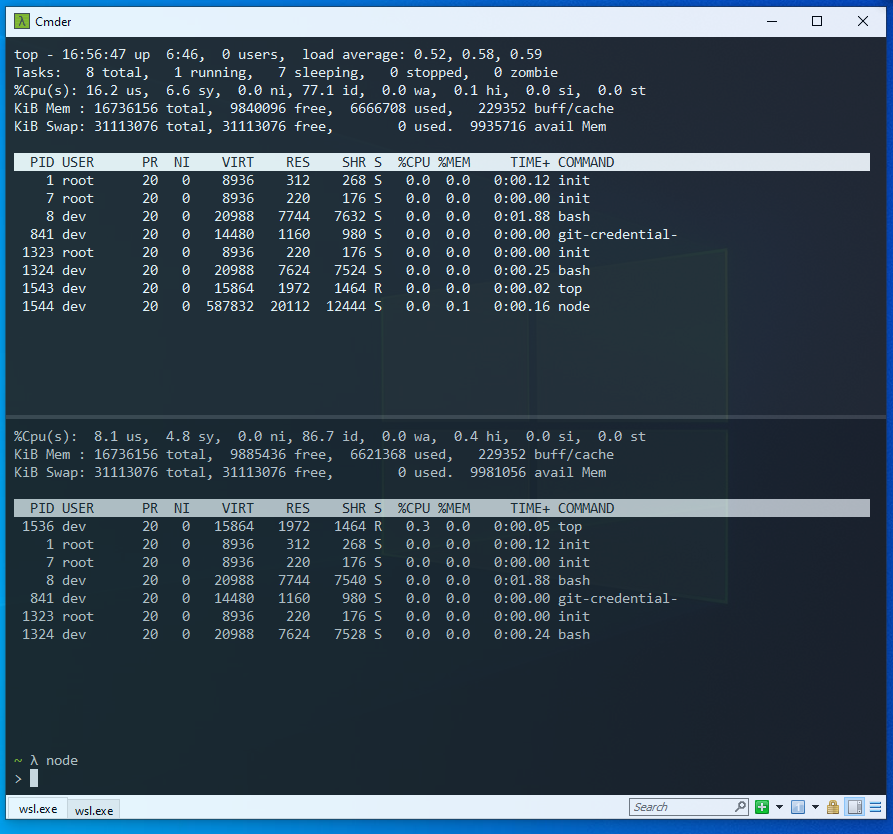 λ Cmder
top - 16:56:47 up  6:46,  0 users,  load average: 0.52, 0.58, 0.59
Tasks:   8 total,   1 running,   7 sleeping,   0 stopped,   0 zombie
%Cpu(s): 16.2 us,  6.6 sy,  0.0 ni, 77.1 id,  0.0 wa,  0.1 hi,  0.0 si,  0.0 st
KiB Mem : 16736156 total,  9840096 free,  6666708 used,   229352 buff/cache
KiB Swap: 31113076 total, 31113076 free,        0 used.  9935716 avail Mem
  PID USER      PR  NI    VIRT    RES    SHR S  %CPU %MEM     TIME+ COMMAND
    1 root      20   0    8936    312    268 S   0.0  0.0   0:00.12 init
    7 root      20   0    8936    220    176 S   0.0  0.0   0:00.00 init
    8 dev       20   0   20988   7744   7632 S   0.0  0.0   0:01.88 bash
  841 dev       20   0   14480   1160    980 S   0.0  0.0   0:00.00 git-credential-
 1323 root      20   0    8936    220    176 S   0.0  0.0   0:00.00 init
 1324 dev       20   0   20988   7624   7524 S   0.0  0.0   0:00.25 bash
 1543 dev       20   0   15864   1972   1464 R   0.0  0.0   0:00.02 top
 1544 dev       20   0  587832  20112  12444 S   0.0  0.1   0:00.16 node
%Cpu(s):  8.1 us,  4.8 sy,  0.0 ni, 86.7 id,  0.0 wa,  0.4 hi,  0.0 si,  0.0 st
KiB Mem : 16736156 total,  9885436 free,  6621368 used,   229352 buff/cache
KiB Swap: 31113076 total, 31113076 free,        0 used.  9981056 avail Mem
  PID USER      PR  NI    VIRT    RES    SHR S  %CPU %MEM     TIME+ COMMAND
 1536 dev       20   0   15864   1972   1464 R   0.3  0.0   0:00.05 top
    1 root      20   0    8936    312    268 S   0.0  0.0   0:00.12 init
    7 root      20   0    8936    220    176 S   0.0  0.0   0:00.00 init
    8 dev       20   0   20988   7744   7540 S   0.0  0.0   0:01.88 bash
  841 dev       20   0   14480   1160    980 S   0.0  0.0   0:00.00 git-credential-
 1323 root      20   0    8936    220    176 S   0.0  0.0   0:00.00 init
 1324 dev       20   0   20988   7624   7528 S   0.0  0.0   0:00.24 bash
~ λ node
>
wsl.exe wsl.exe Search